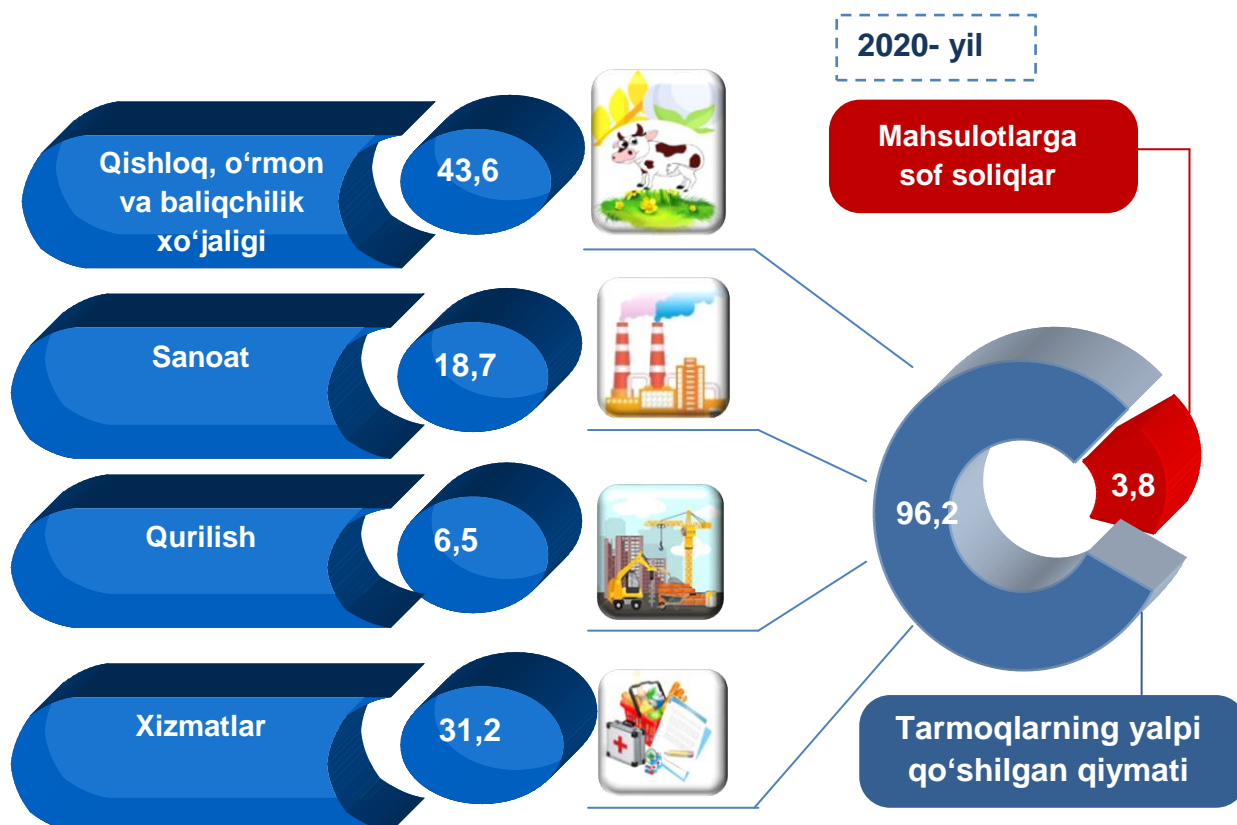 2020- yil
Mahsulotlarga
sof soliqlar
Qishloq, o‘rmon
va baliqchilik
xo‘jaligi
43,6
Sanoat
18,7
Qurilish
6,5
Xizmatlar
31,2
96,2
3,8
Tarmoqlarning yalpi
qo‘shilgan qiymati